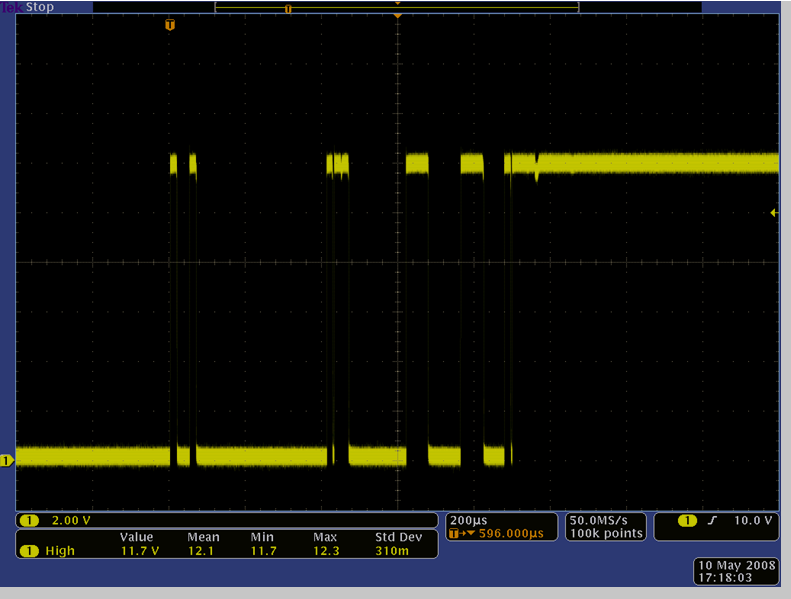 Tek Stop
T
T
1
1 2.00 V
Value Mean Min Max Std Dev
1 High 11.7 V 12.1 11.7 12.3 310m
200µs
T→▼ 596.000µs
50.0MS/s
100k points
1 ʃ 10.0 V
10 May 2008
17:18:03